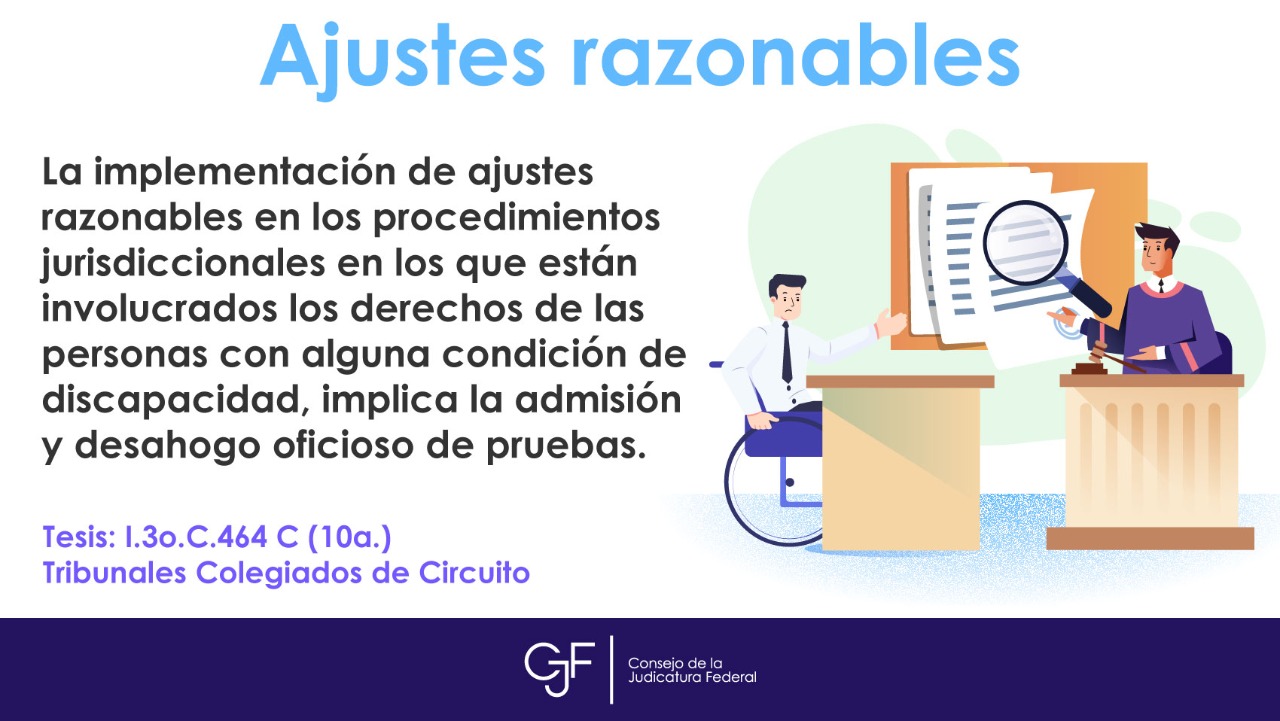 Ajustes razonables
La implementación de ajustes
razonables en los procedimientos
jurisdiccionales en los que están
involucrados los derechos de las
personas con alguna condición de
discapacidad, implica la admisión
y desahogo oficioso de pruebas.
Tesis: I.3o.C.464 C (10a.)
Tribunales Colegiados de Circuito
CJF
Consejo de la
Judicatura Federal